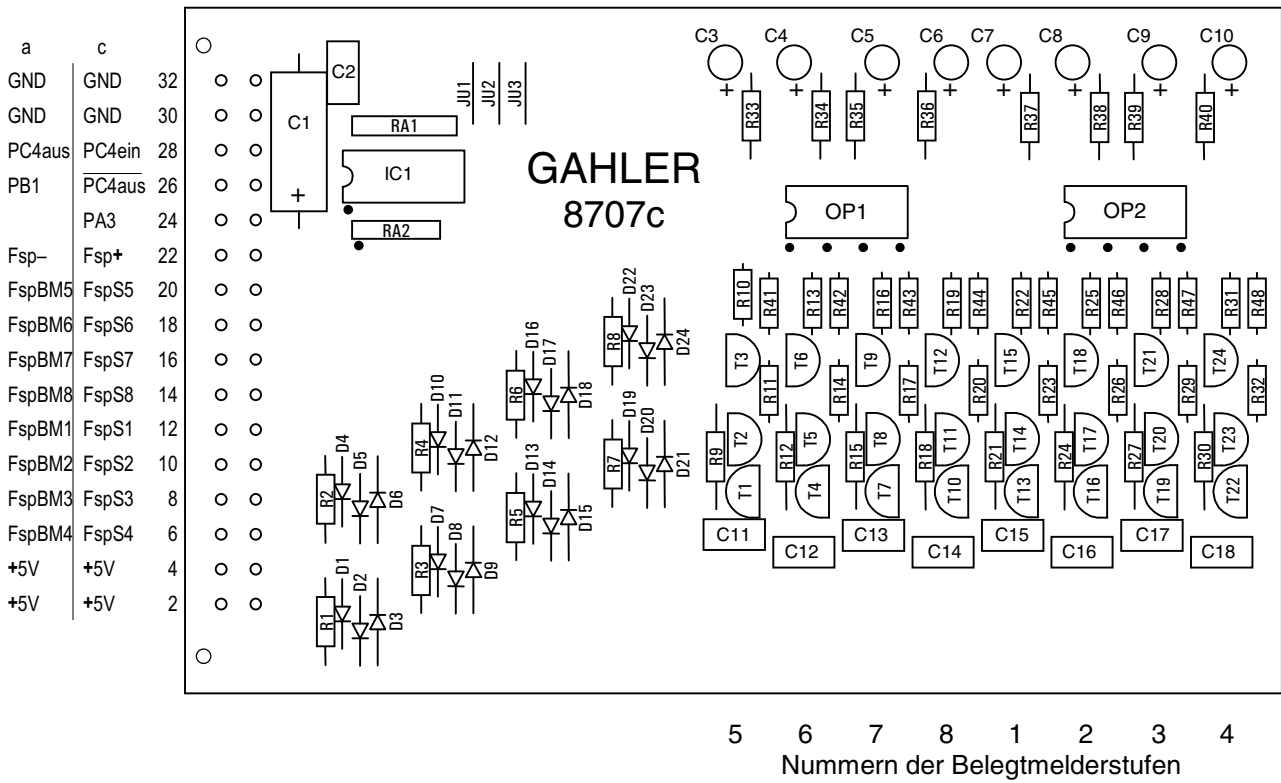 a c
GND GND 32
GND GND 30
PC4aus PC4ein 28
PB1 PC4aus 26
PA3 24
Fsp– Fsp+ 22
FspBM5 FspS5 20
FspBM6 FspS6 18
FspBM7 FspS7 16
FspBM8 FspS8 14
FspBM1 FspS1 12
FspBM2 FspS2 10
FspBM3 FspS3 8
FspBM4 FspS4 6
+5V +5V 4
+5V +5V 2
C1 +
C2
RA1
IC1
RA2
JU1 JU2 JU3
GAHLER
8707c
C3 C4 C5 C6 C7 C8 C9 C10
+ + + + + + + +
R33 R34 R35 R36 R37 R38 R39 R40
OP1 OP2
R10 R41 R13 R42 R16 R43 R19 R44 R22 R45 R25 R46 R28 R47 R31 R48
T3 T6 T9 T12 T15 T18 T21 T24
R11 R14 R17 R20 R23 R26 R29 R32
R9 T2 R12 T5 R15 T8 R18 T11 R21 T14 R24 T17 R27 T20 R30 T23
T1 T4 T7 T10 T13 T16 T19 T22
C11 C12 C13 C14 C15 C16 C17 C18
R8 D22 D23 D24
R6 D16 D17 D18
R4 D10 D11 D12
R2 D4 D5 D6
R7 D19 D20 D21
R5 D13 D14 D15
R3 D7 D8 D9
R1 D1 D2 D3
5 6 7 8 1 2 3 4
Nummern der Belegtmelderstufen